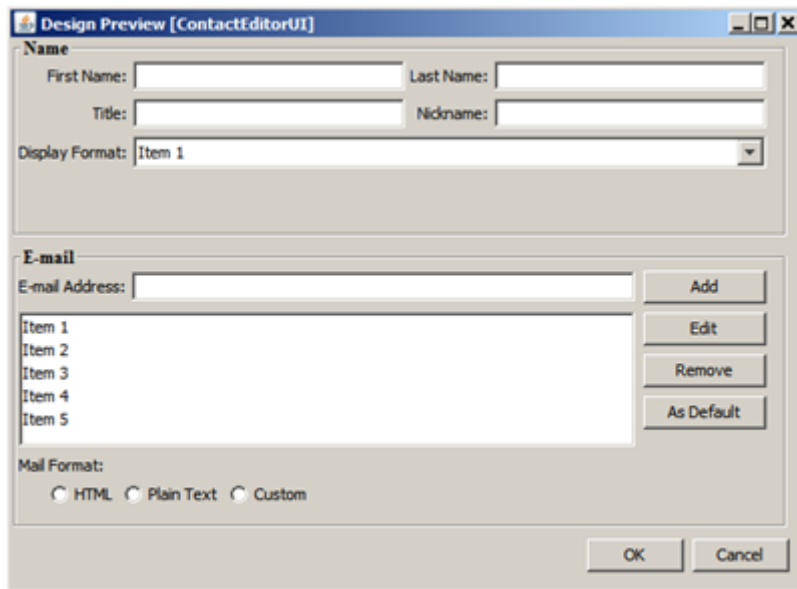 Design Preview [ContactEditorUI]
Name
First Name: Last Name:
Title: Nickname:
Display Format: Item 1
E-mail
E-mail Address: Add
Item 1 Edit
Item 2
Item 3 Remove
Item 4
Item 5 As Default
Mail Format:
HTML Plain Text Custom
OK Cancel